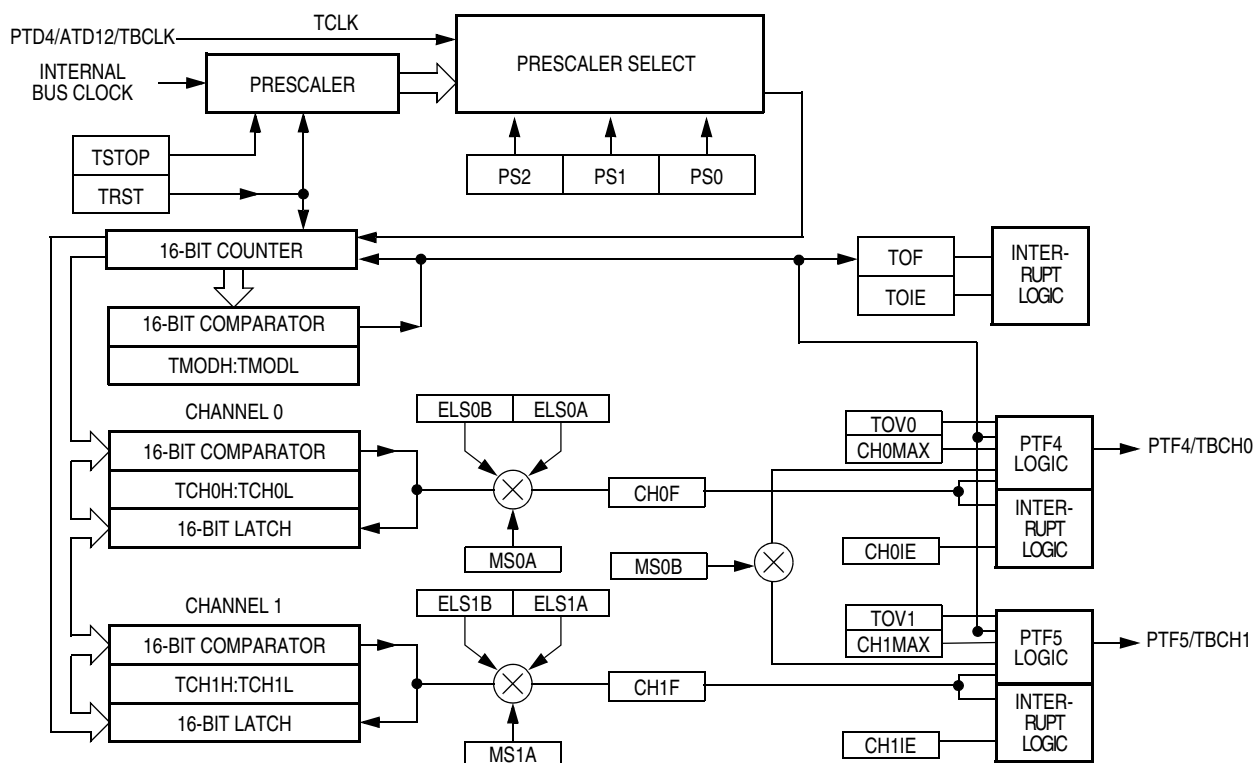 TCLK
PTD4/ATD12/TBCLK
INTERNAL
BUS CLOCK
PRESCALER
PRESCALER SELECT
TSTOP
TRST
PS2
PS1
PS0
16-BIT COUNTER
TOF
TOIE
INTER-
RUPT
LOGIC
16-BIT COMPARATOR
TMODH:TMODL
CHANNEL 0
ELS0B
ELS0A
16-BIT COMPARATOR
TCH0H:TCH0L
16-BIT LATCH
MS0A
CH0F
MS0B
TOV0
CH0MAX
PTF4
LOGIC
PTF4/TBCH0
INTER-
RUPT
LOGIC
CH0IE
CHANNEL 1
ELS1B
ELS1A
16-BIT COMPARATOR
TCH1H:TCH1L
16-BIT LATCH
MS1A
CH1F
TOV1
CH1MAX
PTF5
LOGIC
PTF5/TBCH1
INTER-
RUPT
LOGIC
CH1IE